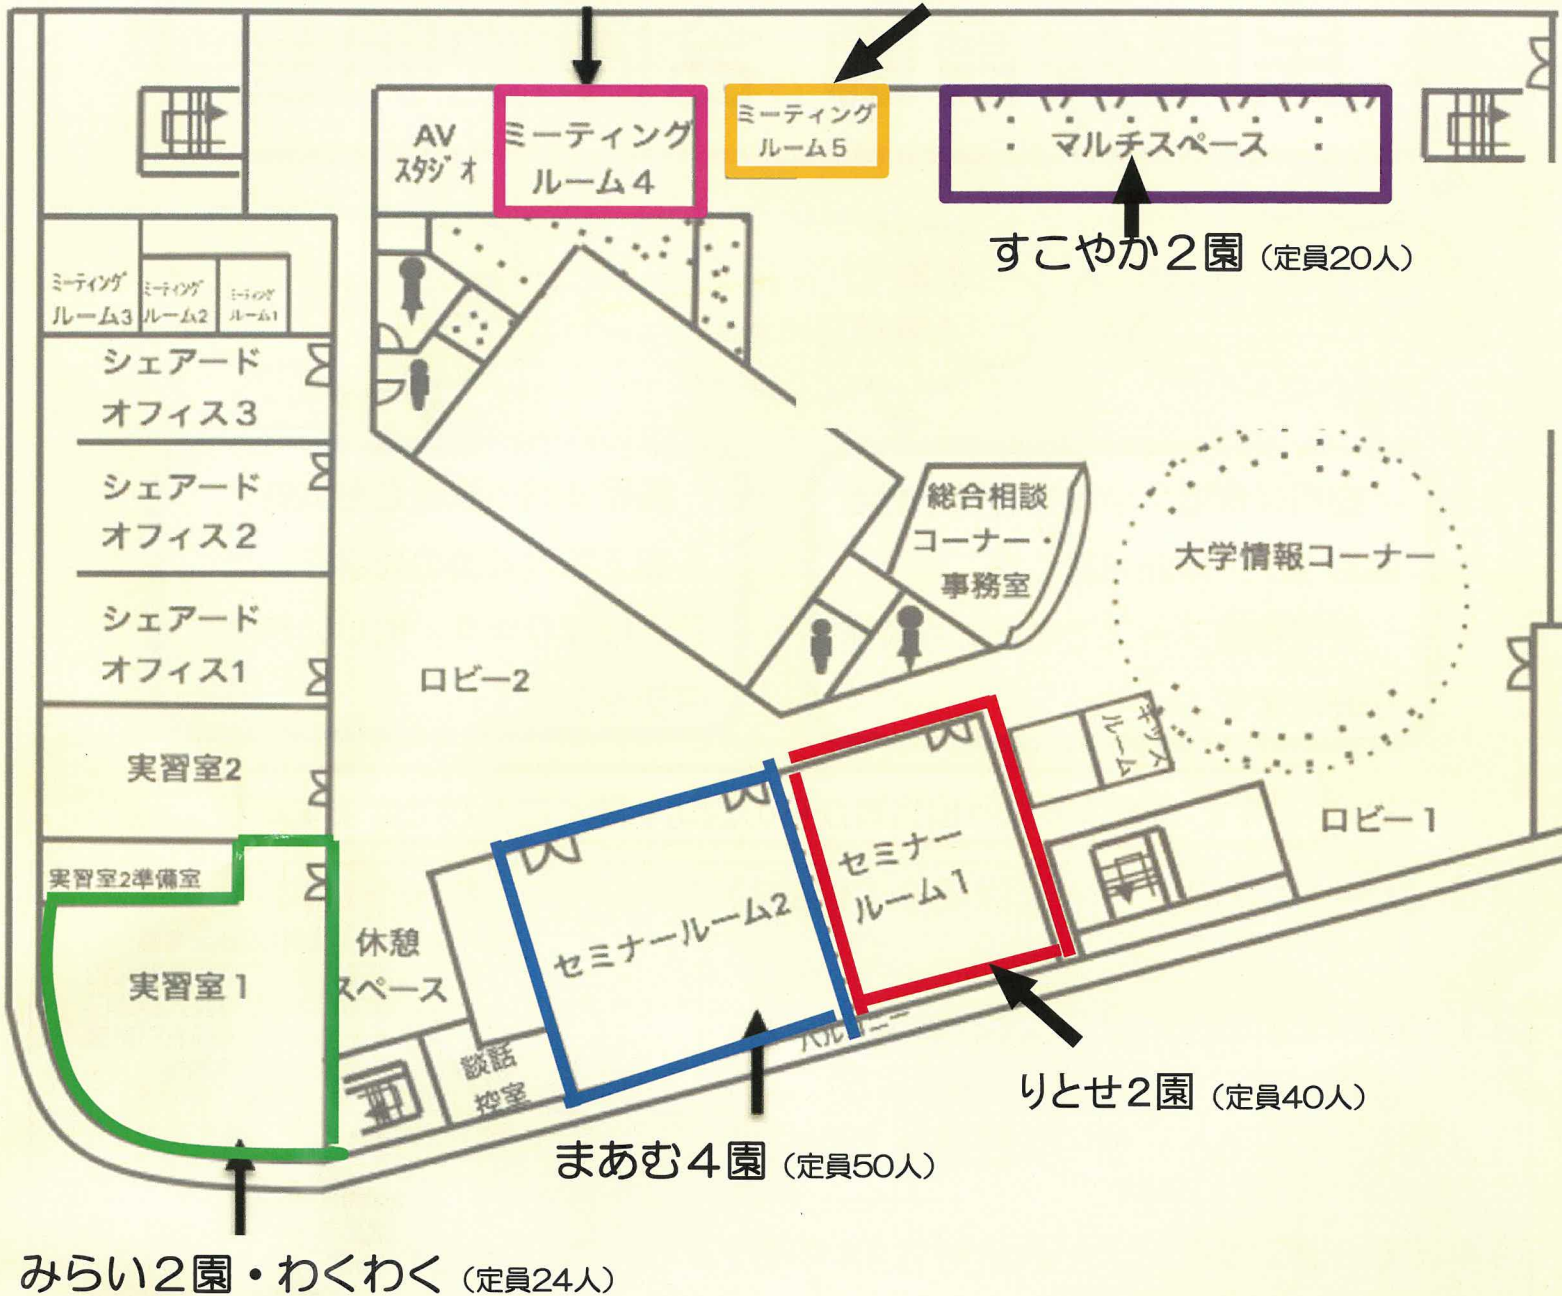 AV
スタジオ
ミーティング
ルーム4
ミーティング
ルーム5
マルチスペース
すこやか2園（定員20人）
ミーティング
ルーム3
ミーティング
ルーム2
ミーティング
ルーム1
シェアード
オフィス3
シェアード
オフィス2
シェアード
オフィス1
総合相談
コーナー・
事務室
大学情報コーナー
ロビー2
キッズ
ルーム
ロビー1
実習室2
実習室2準備室
実習室1
休憩
スペース
セミナールーム2
セミナー
ルーム1
談話
控室
バルコニー
りとせ2園（定員40人）
まあむ4園（定員50人）
みらい2園・わくわく（定員24人）